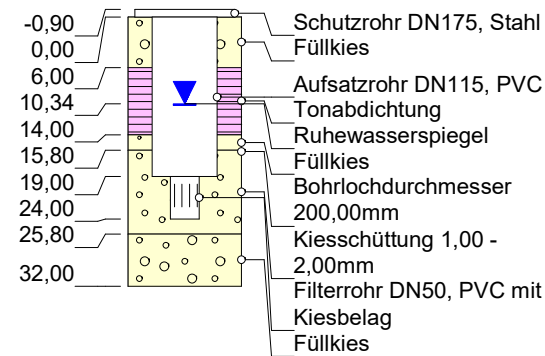 -0,90
0,00
6,00
10,34
14,00
15,80
19,00
24,00
25,80
32,00
Schutzrohr DN175, Stahl
Füllkies
Aufsatzrohr DN115, PVC
Tonabdichtung
Ruhewasserspiegel
Füllkies
Bohrlochdurchmesser
200,00mm
Kiesschüttung 1,00 -
2,00mm
Filterrohr DN50, PVC mit
Kiesbelag
Füllkies